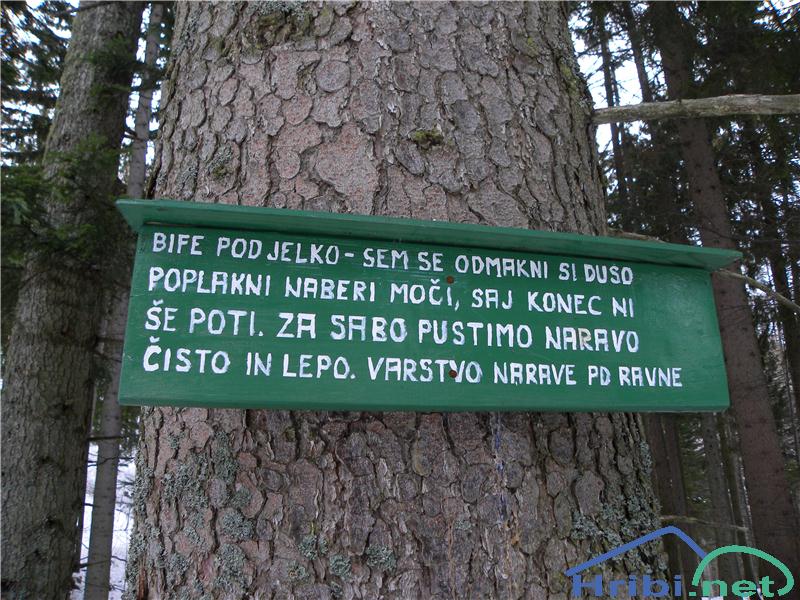 BIFE POD JELKO - SEM SE ODMAKNI SI DUŠO
POPLAKNI NABERI MOČI, SAJ KONEC NI
ŠE POTI. ZA SABO PUSTIMO NARAVO
ČISTO IN LEPO. VARSTVO NARAVE PD RAVNE
Hribi.net